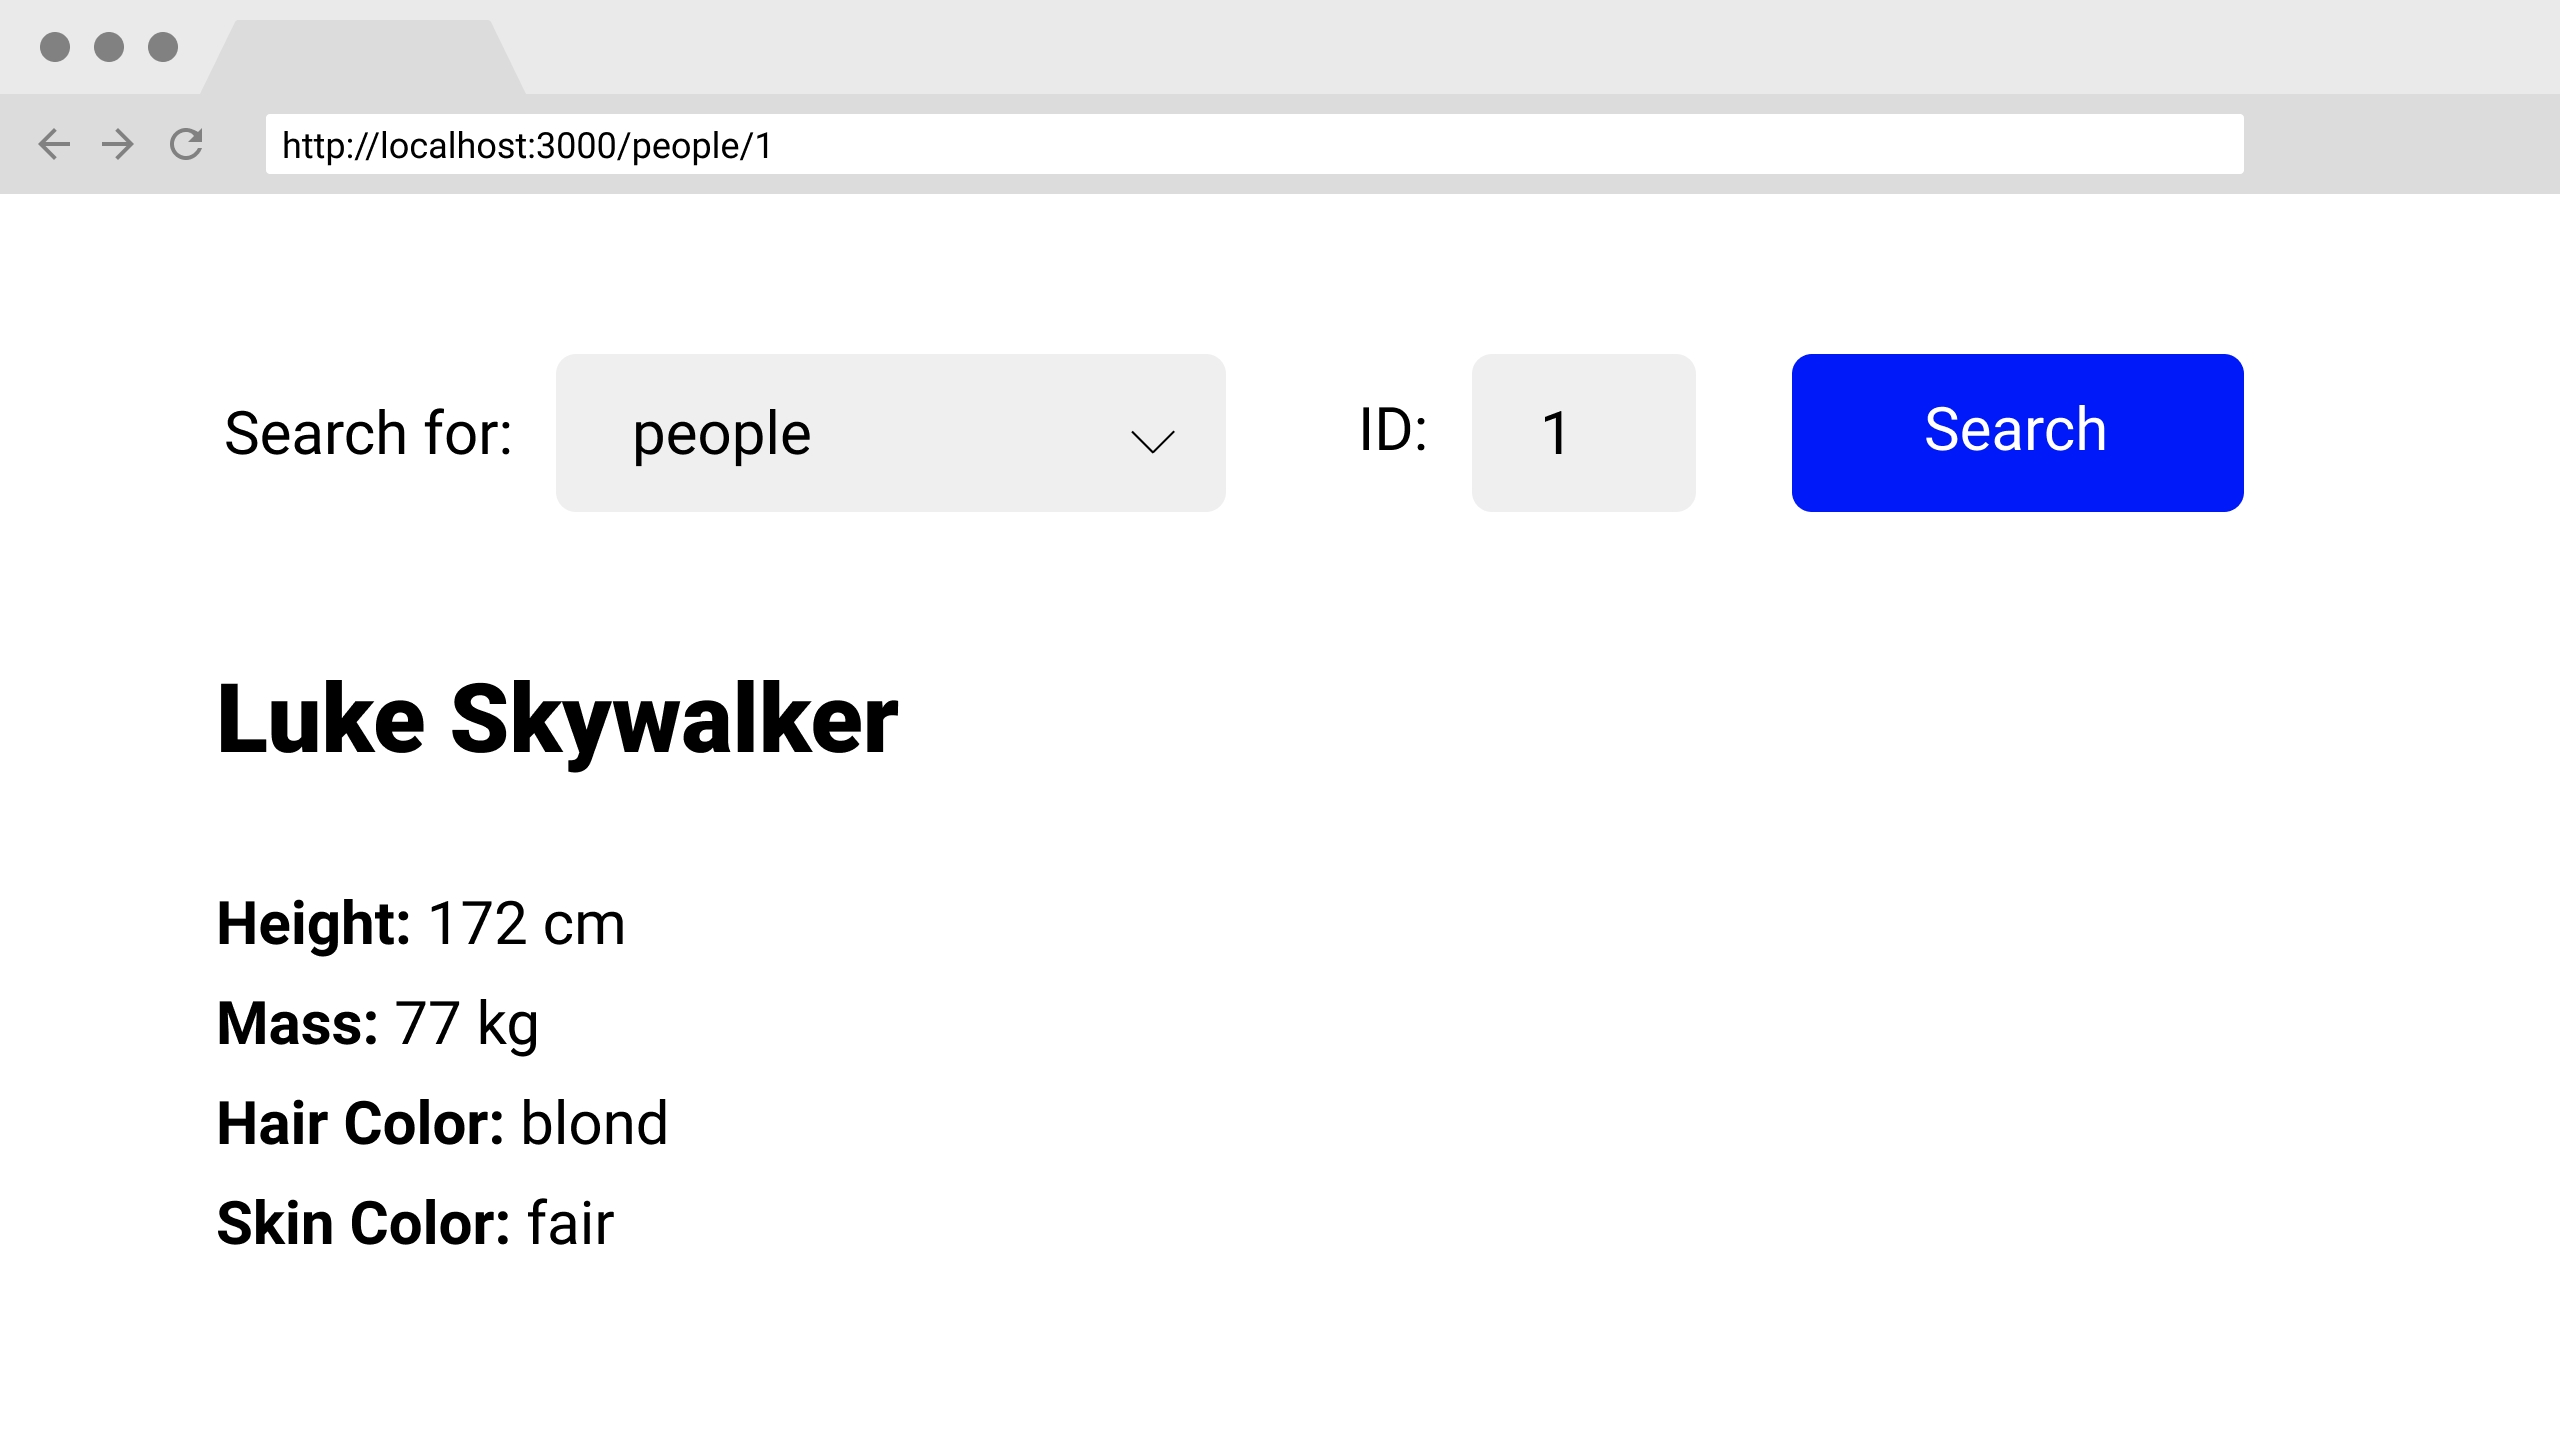 http://localhost:3000/people/1
Search for: people ID: 1 Search
Luke Skywalker
Height: 172 cm
Mass: 77 kg
Hair Color: blond
Skin Color: fair